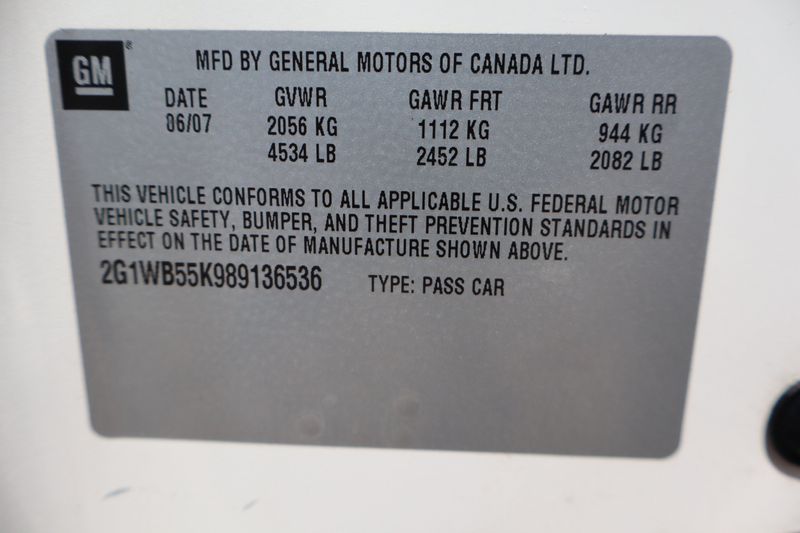 GM
MFD BY GENERAL MOTORS OF CANADA LTD.
DATE GVWR GAWR FRT GAWR RR
06/07 2056 KG 1112 KG 944 KG
4534 LB 2452 LB 2082 LB
THIS VEHICLE CONFORMS TO ALL APPLICABLE U.S. FEDERAL MOTOR
VEHICLE SAFETY, BUMPER, AND THEFT PREVENTION STANDARDS IN
EFFECT ON THE DATE OF MANUFACTURE SHOWN ABOVE.
2G1WB55K989136536 TYPE: PASS CAR